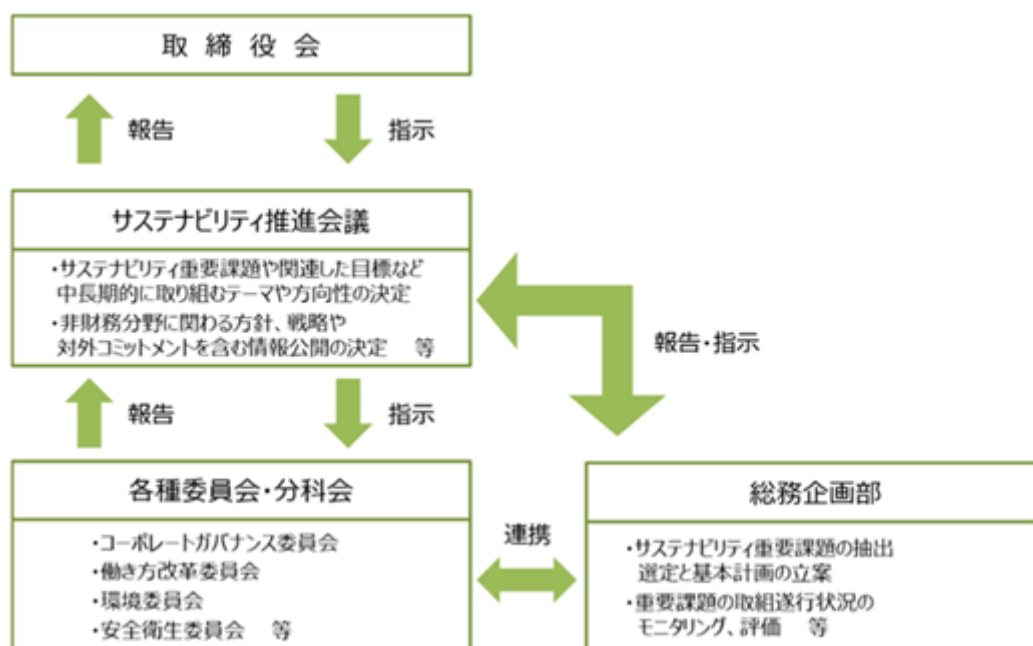 取締役会
報告
指示
サステナビリティ推進会議
・サステナビリティ重要課題や関連した目標など
中長期的に取り組むテーマや方向性の決定
・非財務分野に関わる方針、戦略や
対外コミットメントを含む情報公開の決定 等
報告・指示
報告
指示
各種委員会・分科会
・コーポレートガバナンス委員会
・働き方改革委員会
・環境委員会
・安全衛生委員会 等
連携
総務企画部
・サステナビリティ重要課題の抽出
選定と基本計画の立案
・重要課題の取組遂行状況の
モニタリング、評価 等